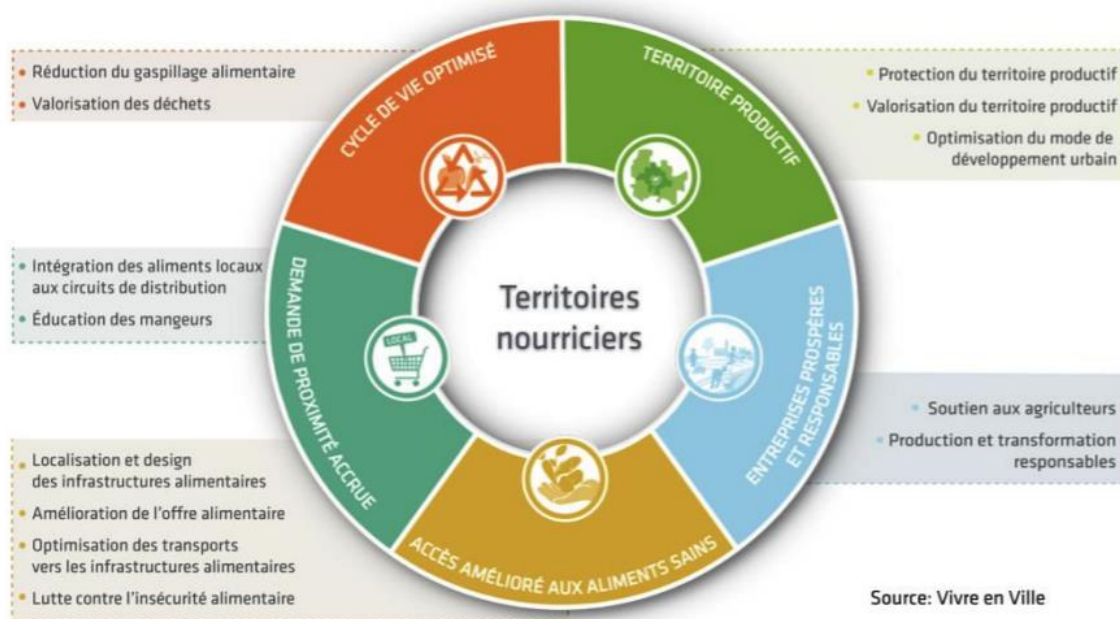 CYCLE DE VIE OPTIMISÉ
• Réduction du gaspillage alimentaire
• Valorisation des déchets
TERRITOIRE PRODUCTIF
• Protection du territoire productif
• Valorisation du territoire productif
• Optimisation du mode de
développement urbain
Territoires
nourriciers
DEMANDE DE PROXIMITÉ ACCRUE
LOCAL
• Intégration des aliments locaux
aux circuits de distribution
• Éducation des mangeurs
ENTREPRISES PROSPÈRES
ET RESPONSABLES
• Soutien aux agriculteurs
• Production et transformation
responsables
ACCÈS AMÉLIORÉ AUX ALIMENTS SAINS
• Localisation et design
des infrastructures alimentaires
• Amélioration de l'offre alimentaire
• Optimisation des transports
vers les infrastructures alimentaires
• Lutte contre l'insécurité alimentaire
Source: Vivre en Ville